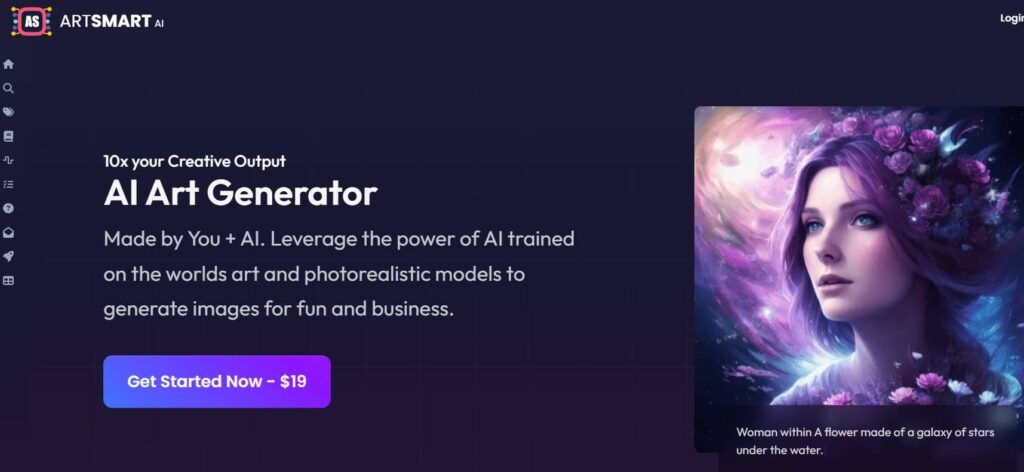 AS ARTSMART AI
Login
10x your Creative Output
AI Art Generator
Made by You + AI. Leverage the power of AI trained
on the worlds art and photorealistic models to
generate images for fun and business.
Get Started Now - $19
Woman within A flower made of a galaxy of stars
under the water.